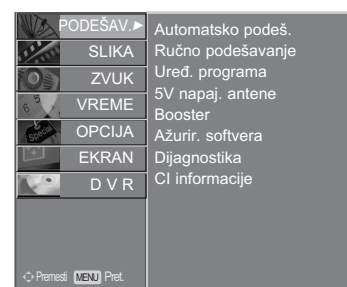 PODEŠAV.
SLIKA
ZVUK
VREME
OPCIJA
EKRAN
D V R
Automatsko podeš.
Ručno podešavanje
Uređ. programa
5V napaj. antene
Booster
Ažurir. softvera
Dijagnostika
CI informacije
Premesti MENU Pret.